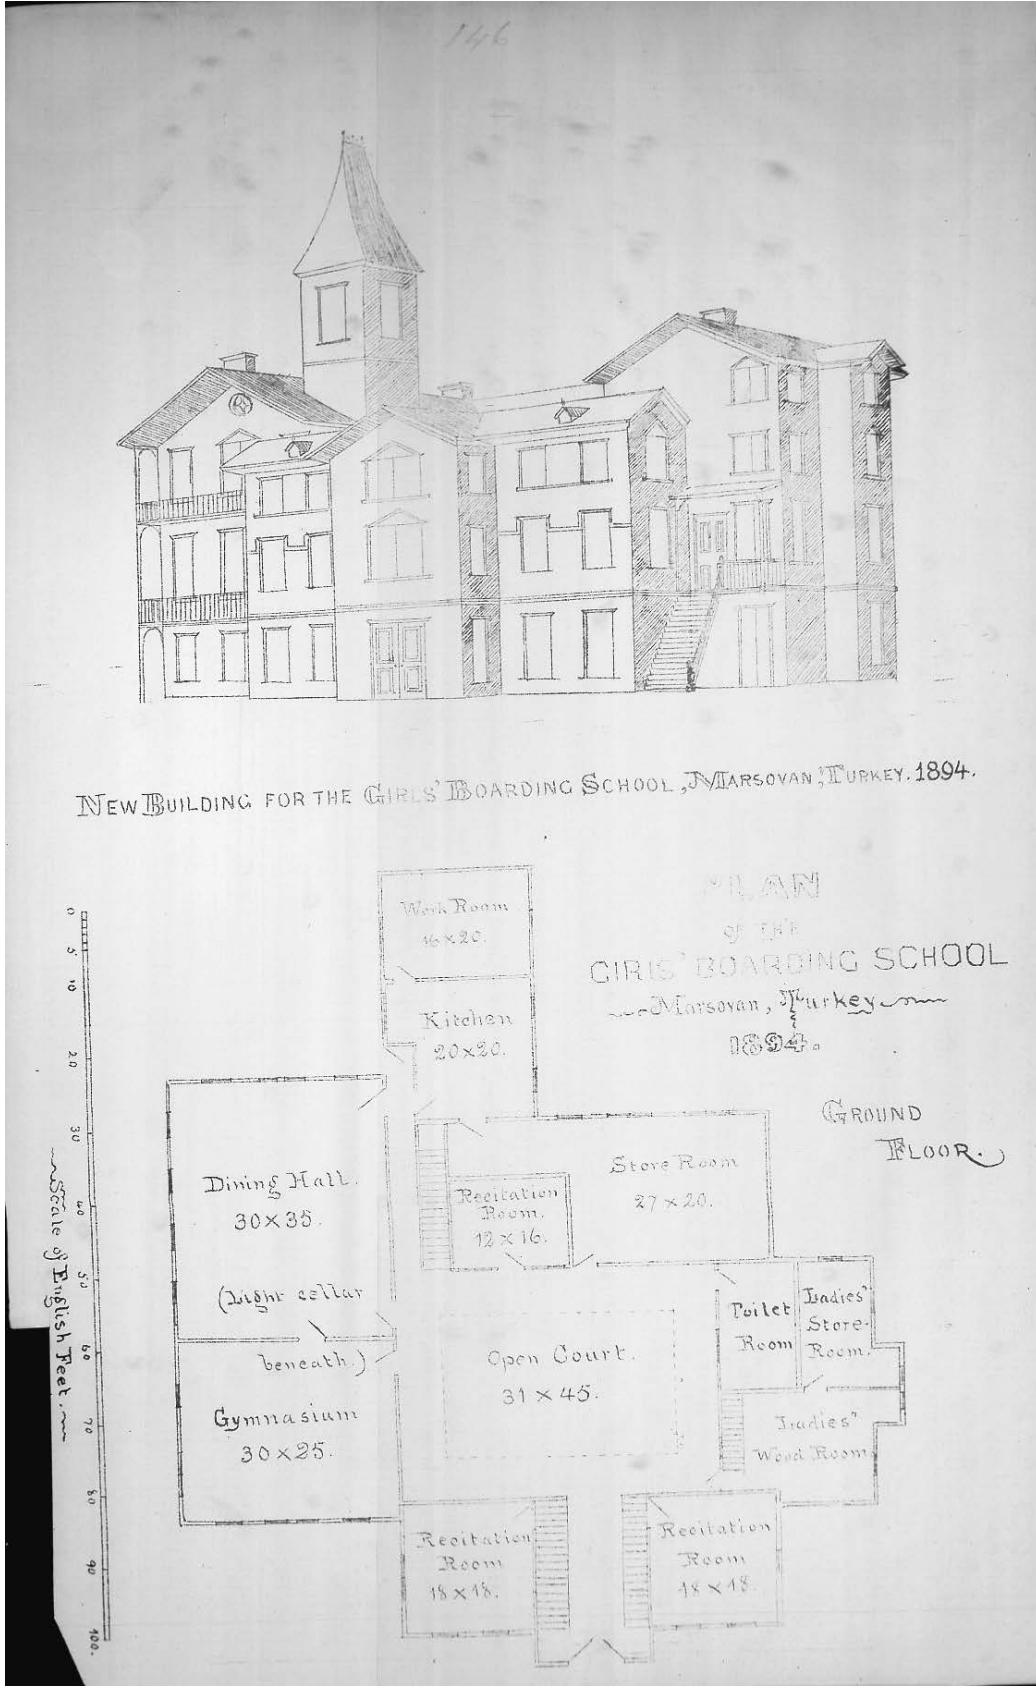 146
NEW BUILDING FOR THE GIRLS' BOARDING SCHOOL, MARSOVAN, TURKEY. 1894.
PLAN
OF THE
GIRLS' BOARDING SCHOOL
Marsovan, Turkey
1894.
GROUND
FLOOR.
Work Room
16 × 20.
Kitchen
20 × 20.
Dining Hall.
30 × 35.
(Light cellar
beneath.)
Gymnasium
30 × 25.
Store Room
27 × 20.
Recitation
Room.
12 × 16.
Open Court.
31 × 45.
Toilet
Room
Ladies'
Store-
Room.
Ladies'
Wood Room
Recitation
Room
18 × 18.
Recitation
Room
18 × 18.
0 5 10 20 30 40 50 60 70 80 90 100.
Scale of English Feet.